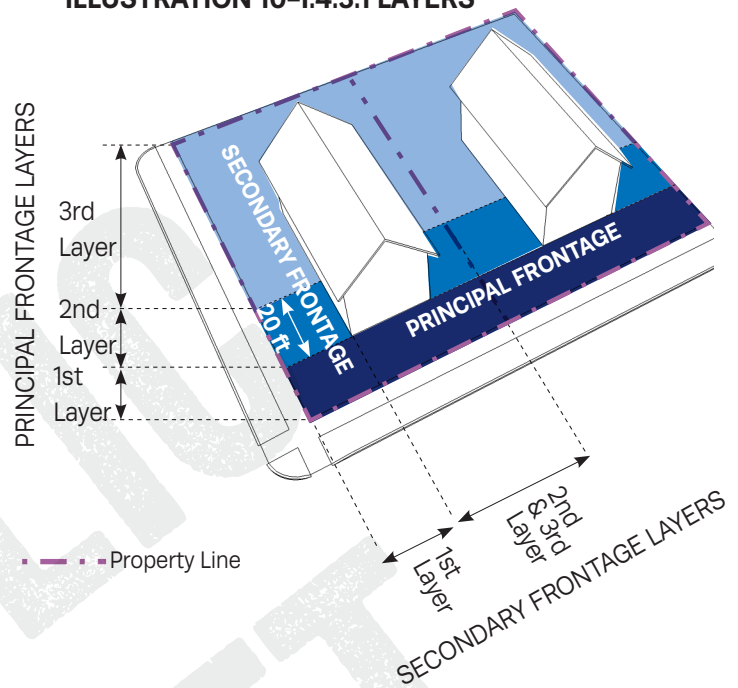 ILLUSTRATION 10–1.4.3.1 LAYERS
PRINCIPAL FRONTAGE LAYERS
3rd
Layer
2nd
Layer
1st
Layer
SECONDARY FRONTAGE
20 ft
PRINCIPAL FRONTAGE
Property Line
1st
Layer
2nd
& 3rd
Layer
SECONDARY FRONTAGE LAYERS